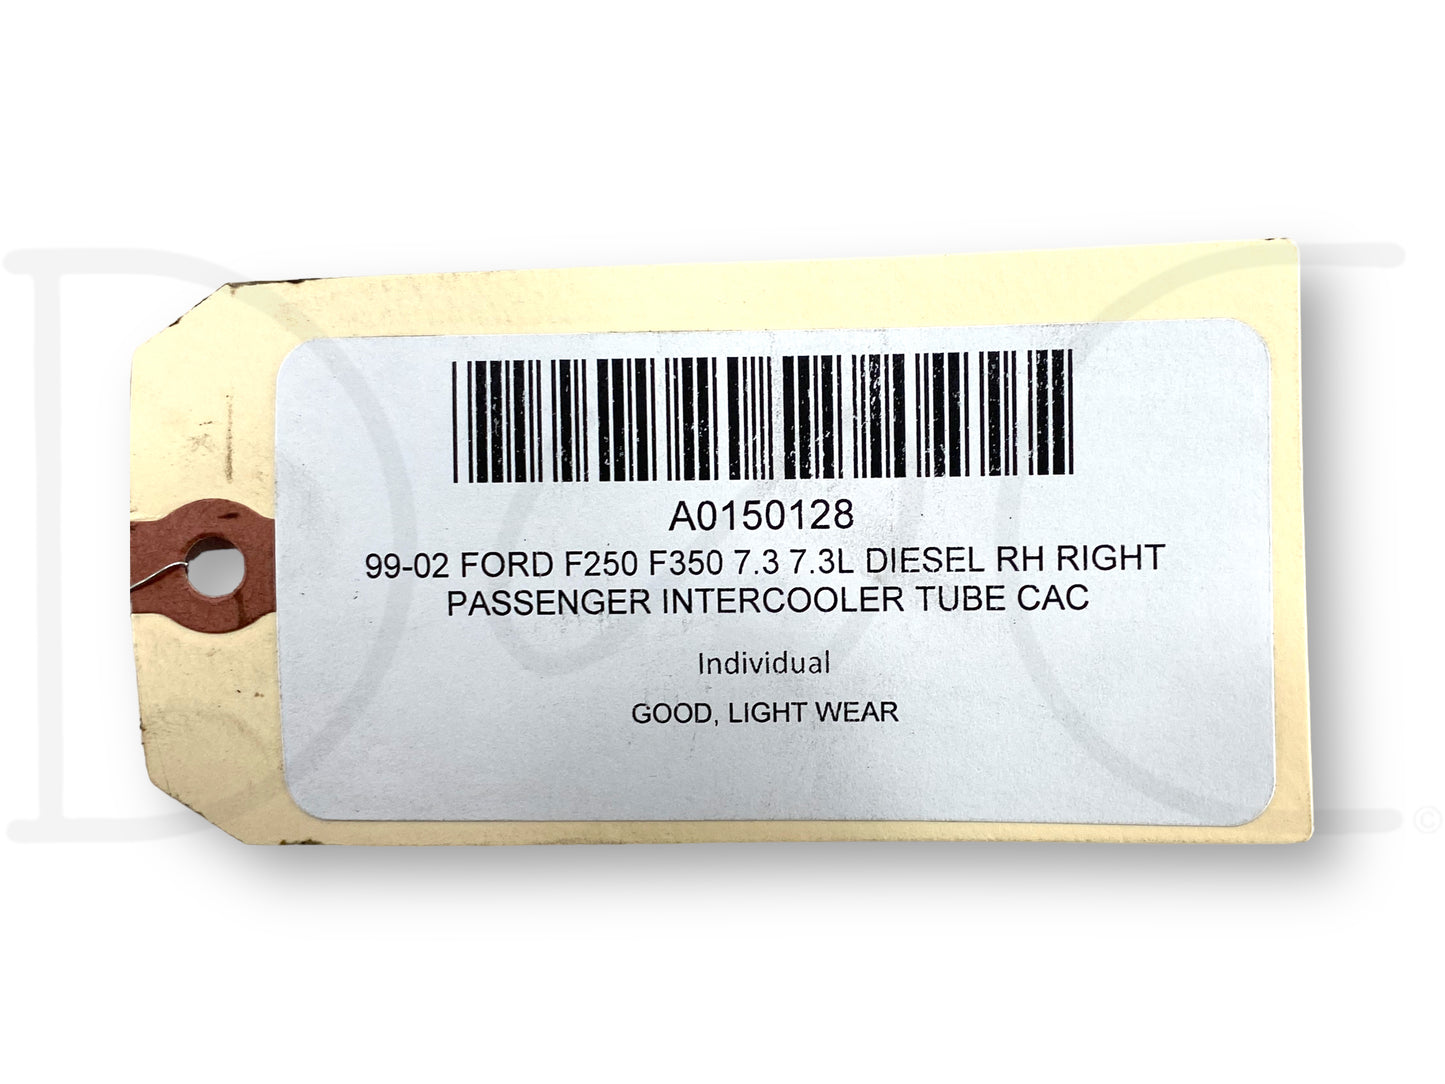 A0150128
99-02 FORD F250 F350 7.3 7.3L DIESEL RH RIGHT
PASSENGER INTERCOOLER TUBE CAC
Individual
GOOD, LIGHT WEAR